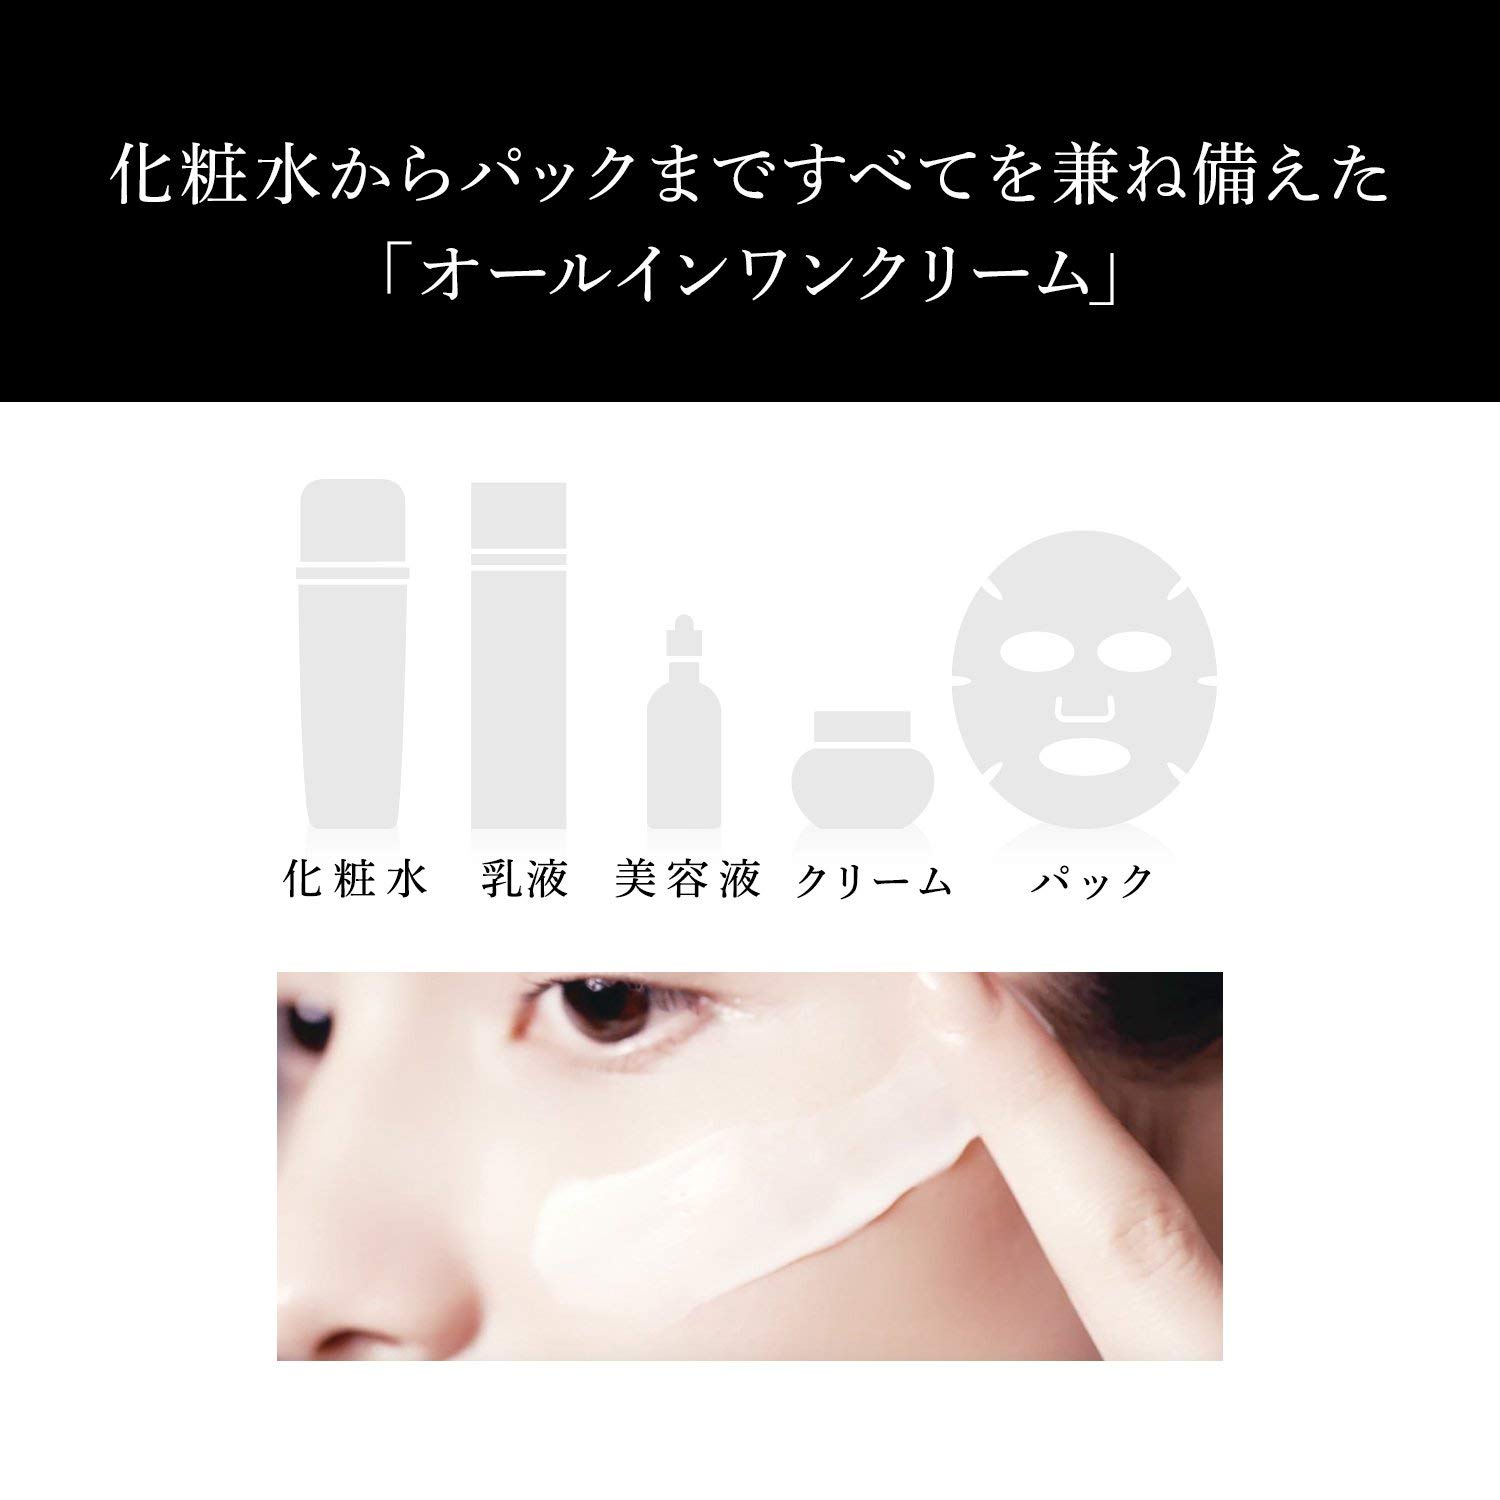 化粧水からパックまですべてを兼ね備えた
「オールインワンクリーム」
化粧水 乳液 美容液 クリーム パック